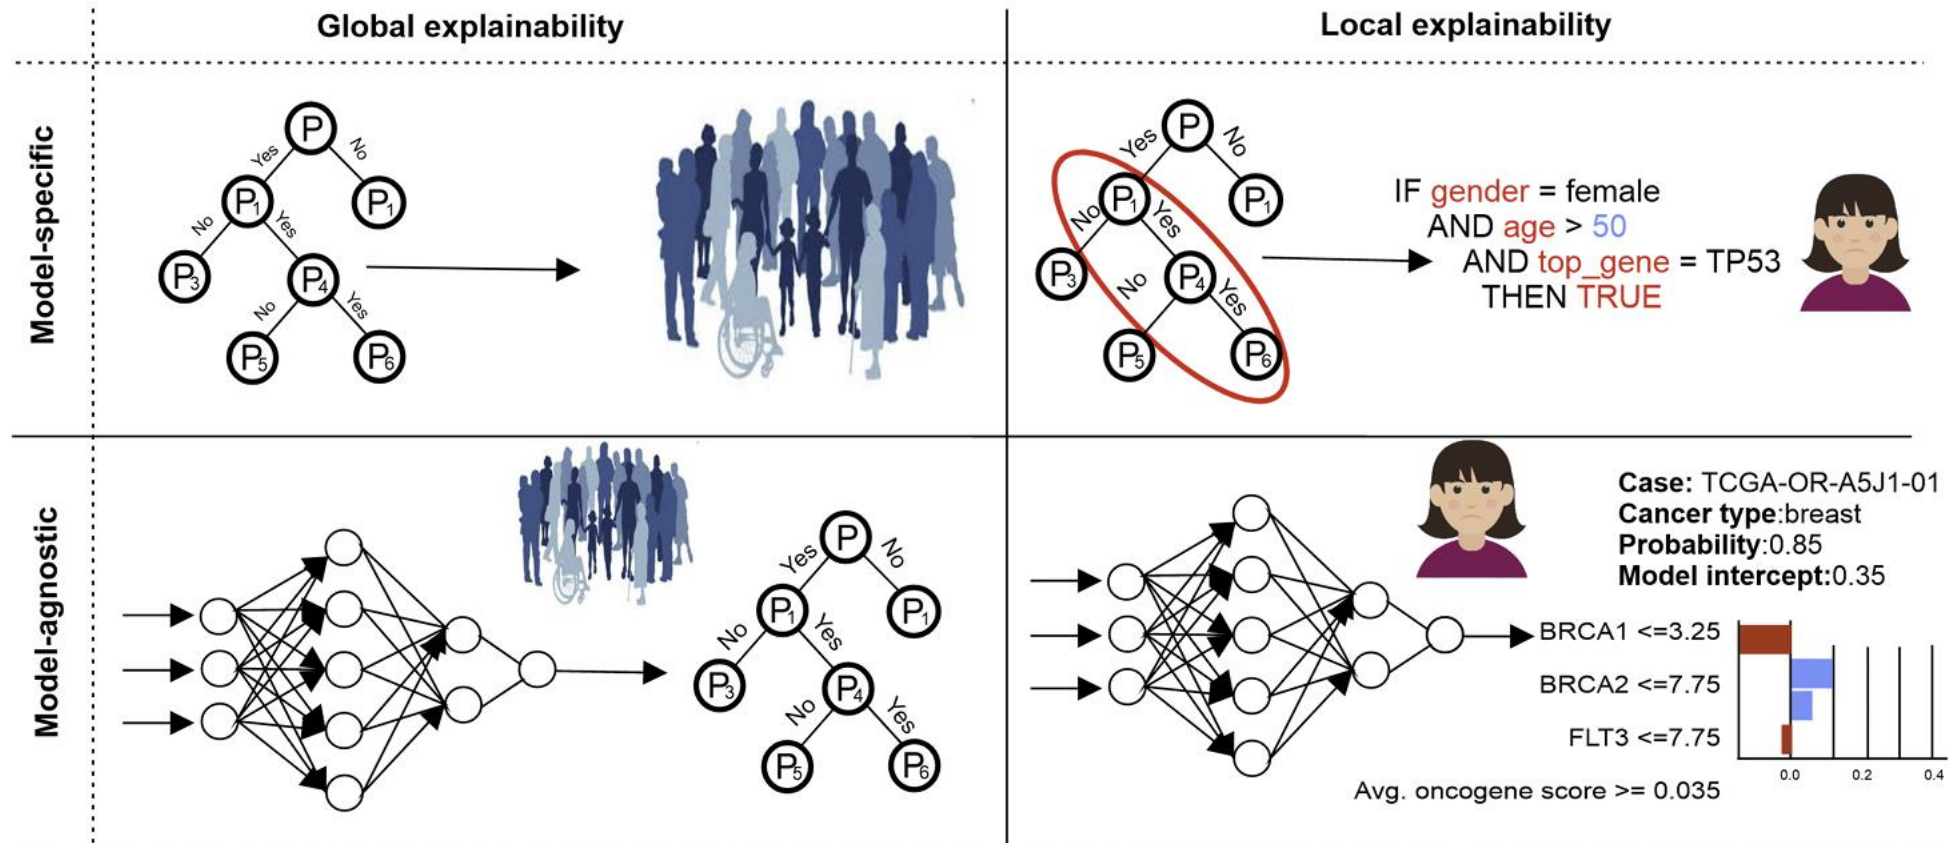 Global explainability
Local explainability
Model-specific
P
Yes
No
P1
P1
No
Yes
P3
P4
No
Yes
P5
P6
P
Yes
No
P1
P1
No
Yes
P3
P4
No
Yes
P5
P6
IF gender = female
AND age > 50
AND top_gene = TP53
THEN TRUE
Model-agnostic
P
Yes
No
P1
P1
No
Yes
P3
P4
No
Yes
P5
P6
Case: TCGA-OR-A5J1-01
Cancer type:breast
Probability:0.85
Model intercept:0.35
BRCA1 <=3.25
BRCA2 <=7.75
FLT3 <=7.75
Avg. oncogene score >= 0.035
0.0 0.2 0.4